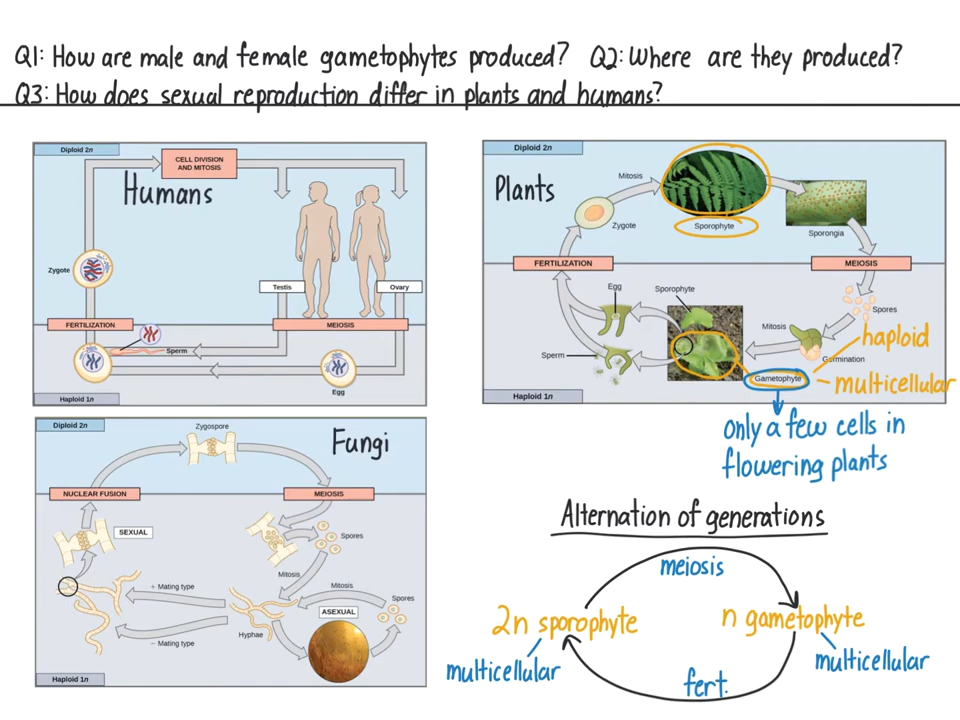 Q1: How are male and female gametophytes produced? Q2: Where are they produced?
Q3: How does sexual reproduction differ in plants and humans?
Diploid 2n
CELL DIVISION
AND MITOSIS
Humans
Zygote
Testis
Ovary
FERTILIZATION
MEIOSIS
Sperm
Egg
Haploid 1n
Diploid 2n
Plants
Mitosis
Zygote
Sporophyte
Sporongia
FERTILIZATION
MEIOSIS
Egg
Sporophyte
Spores
Mitosis
Sperm
Germination
haploid
Gametophyte
multicellular
Haploid 1n
only a few cells in
flowering plants
Diploid 2n
Zygospore
Fungi
NUCLEAR FUSION
MEIOSIS
SEXUAL
Spores
Mitosis
+ Mating type
Mitosis
ASEXUAL
Spores
Hyphae
− Mating type
Haploid 1n
Alternation of generations
meiosis
2n sporophyte
n gametophyte
multicellular
multicellular
fert.